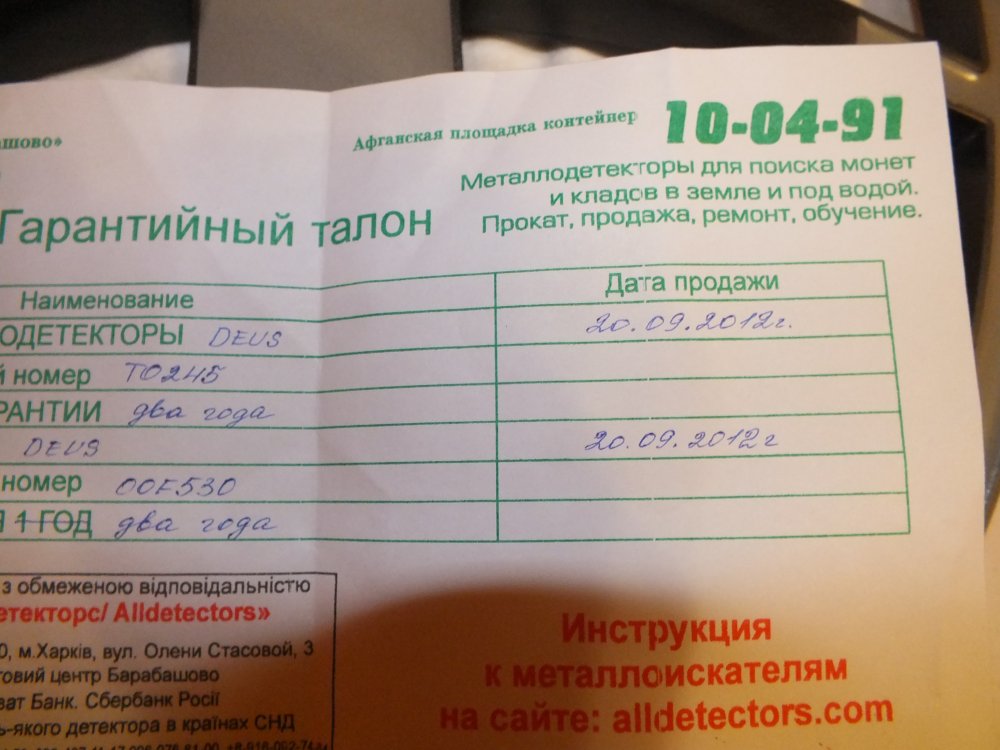 Афганская площадка контейнер 10-04-91
Металлодетекторы для поиска монет
и кладов в земле и под водой.
Прокат, продажа, ремонт, обучение.
Гарантийный талон
Наименование Дата продажи
ОДЕТЕКТОРЫ DEUS 20.09.2012г.
й номер ТО245
РАНТИИ два года
DEUS 20.09.2012г
номер 00F530
1 ГОД два года
з обмеженою відповідальністю
етекторс/ Alldetectors»
0, м.Харків, вул. Олени Стасової, 3
говий центр Барабашово
ват Банк. Сбербанк Росії
ь-якого детектора в країнах СНД
Инструкция
к металлоискателям
на сайте: alldetectors.com